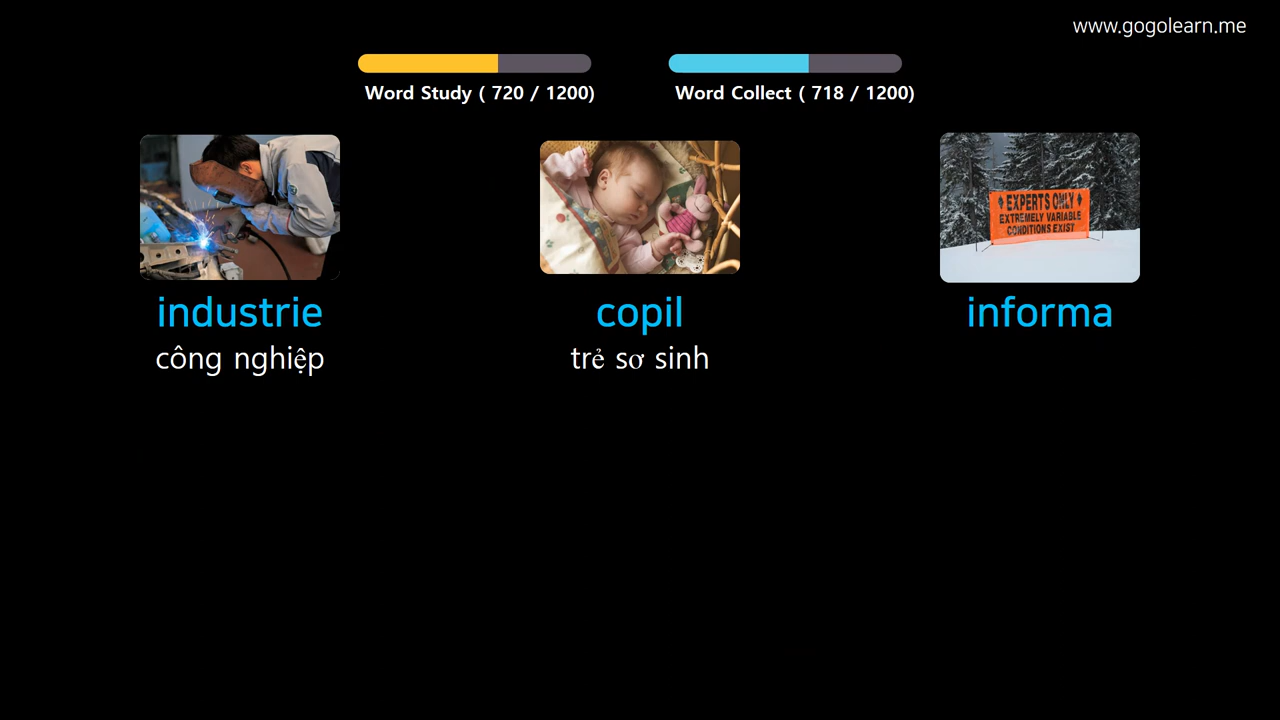 www.gogolearn.me
Word Study ( 720 / 1200)
Word Collect ( 718 / 1200)
EXPERTS ONLY
EXTREMELY VARIABLE
CONDITIONS EXIST
industrie
copil
informa
công nghiệp
trẻ sơ sinh